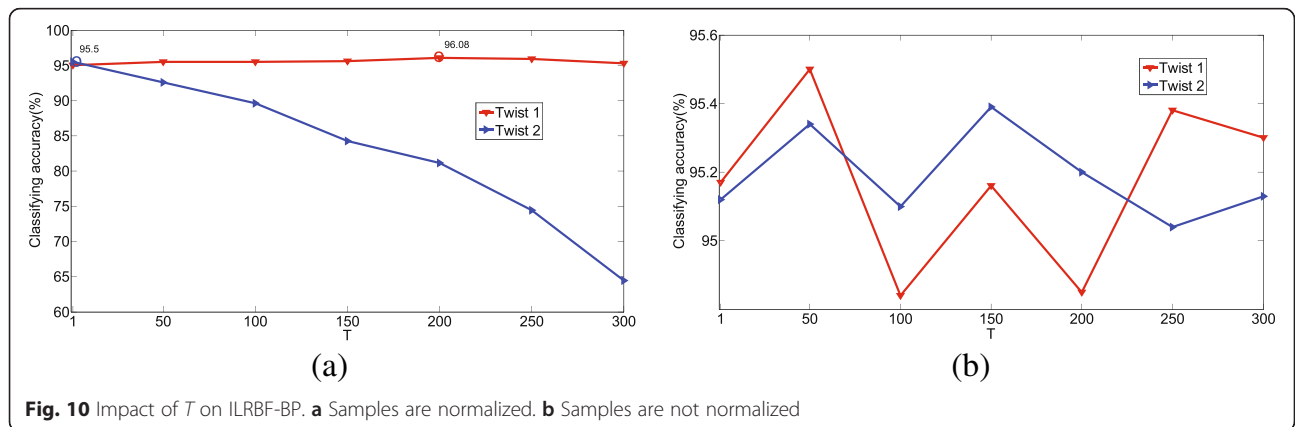 100
95
90
85
80
75
70
65
60
Classifying accuracy(%)
95.5
96.08
Twist 1
Twist 2
1
50
100
150
200
250
300
T
(a)
95.6
95.4
95.2
95
Classifying accuracy(%)
Twist 1
Twist 2
1
50
100
150
200
250
300
T
(b)
Fig. 10 Impact of T on ILRBF-BP. a Samples are normalized. b Samples are not normalized